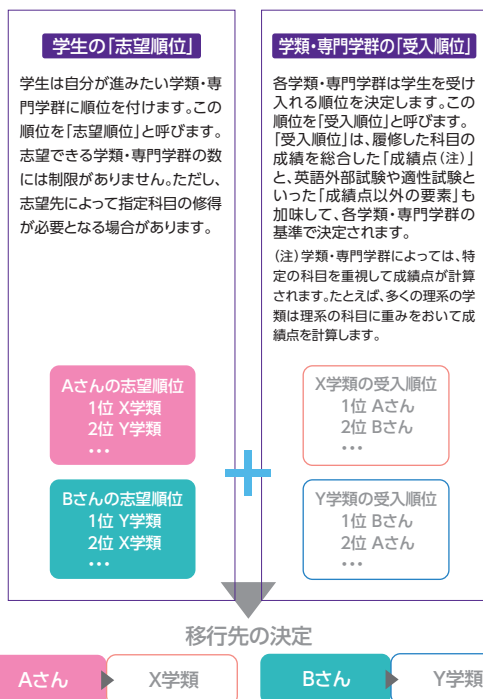 学生の「志望順位」
学生は自分が進みたい学類・専
門学群に順位を付けます。この
順位を「志望順位」と呼びます。
志望できる学類・専門学群の数
には制限がありません。ただし、
志望先によって指定科目の修得
が必要となる場合があります。
Aさんの志望順位
1位 X学類
2位 Y学類
・・・
Bさんの志望順位
1位 Y学類
2位 X学類
・・・
学類・専門学群の「受入順位」
各学類・専門学群は学生を受け
入れる順位を決定します。この
順位を「受入順位」と呼びます。
「受入順位」は、履修した科目の
成績を総合した「成績点(注)」
と、英語外部試験や適性試験と
いった「成績点以外の要素」も
加味して、各学類・専門学群の
基準で決定されます。
(注)学類・専門学群によっては、特
定の科目を重視して成績点が計算
されます。たとえば、多くの理系の学
類は理系の科目に重みをおいて成
績点を計算します。
X学類の受入順位
1位 Aさん
2位 Bさん
・・・
Y学類の受入順位
1位 Bさん
2位 Aさん
・・・
移行先の決定
Aさん X学類 Bさん Y学類